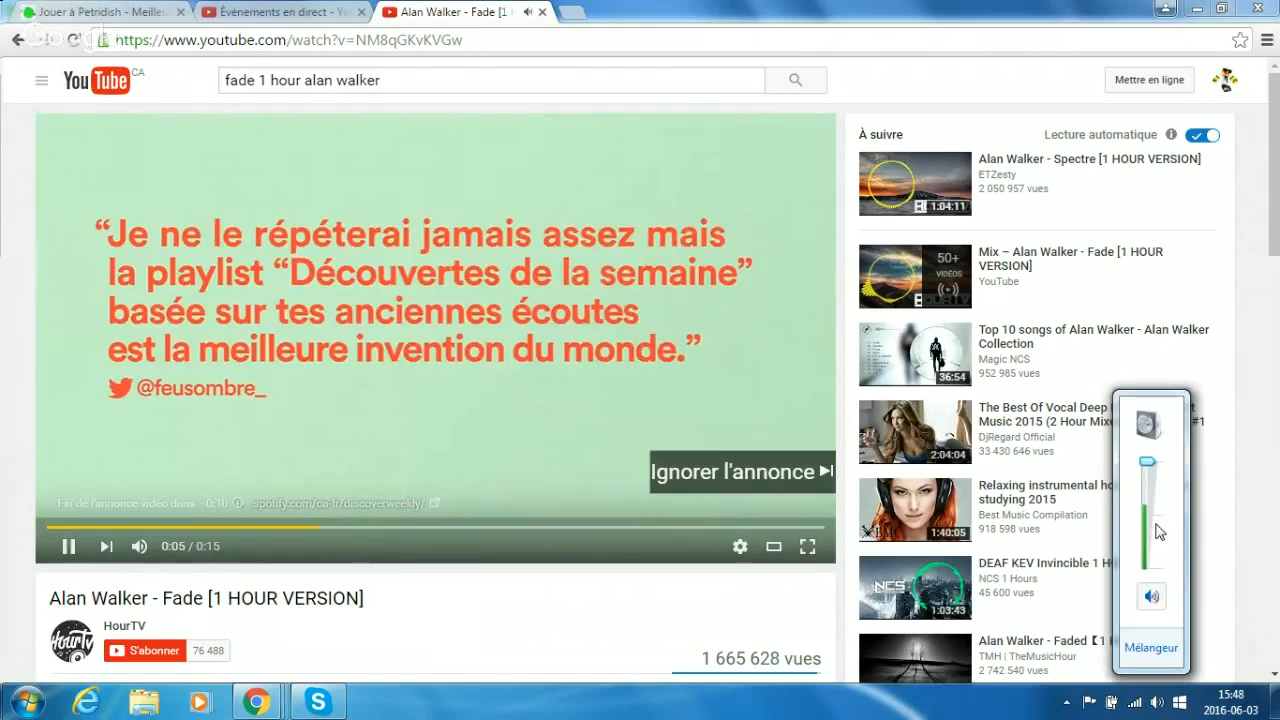 Jouer à Petridish - Meilleu
Événements en direct - You
Alan Walker - Fade [1 H
https://www.youtube.com/watch?v=NM8qGKvKVGw
YouTube CA
fade 1 hour alan walker
Mettre en ligne
“Je ne le répéterai jamais assez mais
la playlist “Découvertes de la semaine”
basée sur tes anciennes écoutes
est la meilleure invention du monde.”
@feusombre_
Ignorer l'annonce
Fin de l'annonce vidéo dans 0:10
spotify.com/ca-fr/discoverweekly/
0:05 / 0:15
Alan Walker - Fade [1 HOUR VERSION]
HourTV
S'abonner 76 488
1 665 628 vues
À suivre
Lecture automatique
Alan Walker - Spectre [1 HOUR VERSION]
ETZesty
2 050 957 vues
1:04:11
Mix – Alan Walker - Fade [1 HOUR
VERSION]
YouTube
50+
VIDÉOS
Top 10 songs of Alan Walker - Alan Walker
Collection
Magic NCS
952 985 vues
36:54
The Best Of Vocal Deep
Music 2015 (2 Hour Mixe
#1
DjRegard Official
33 430 646 vues
2:04:04
Relaxing instrumental
studying 2015
Best Music Compilation
918 598 vues
1:40:05
DEAF KEV Invincible 1 H
NCS 1 Hours
45 600 vues
NCS
1:03:43
Alan Walker - Faded【1
TMH | TheMusicHour
2 742 540 vues
Mélangeur
15:48
2016-06-03